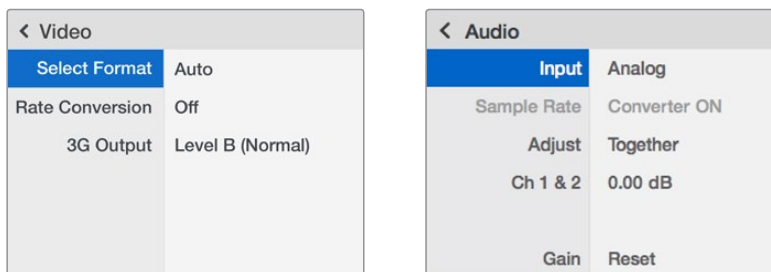 < Video
Select Format Auto
Rate Conversion Off
3G Output Level B (Normal)
< Audio
Input Analog
Sample Rate Converter ON
Adjust Together
Ch 1 & 2 0.00 dB
Gain Reset